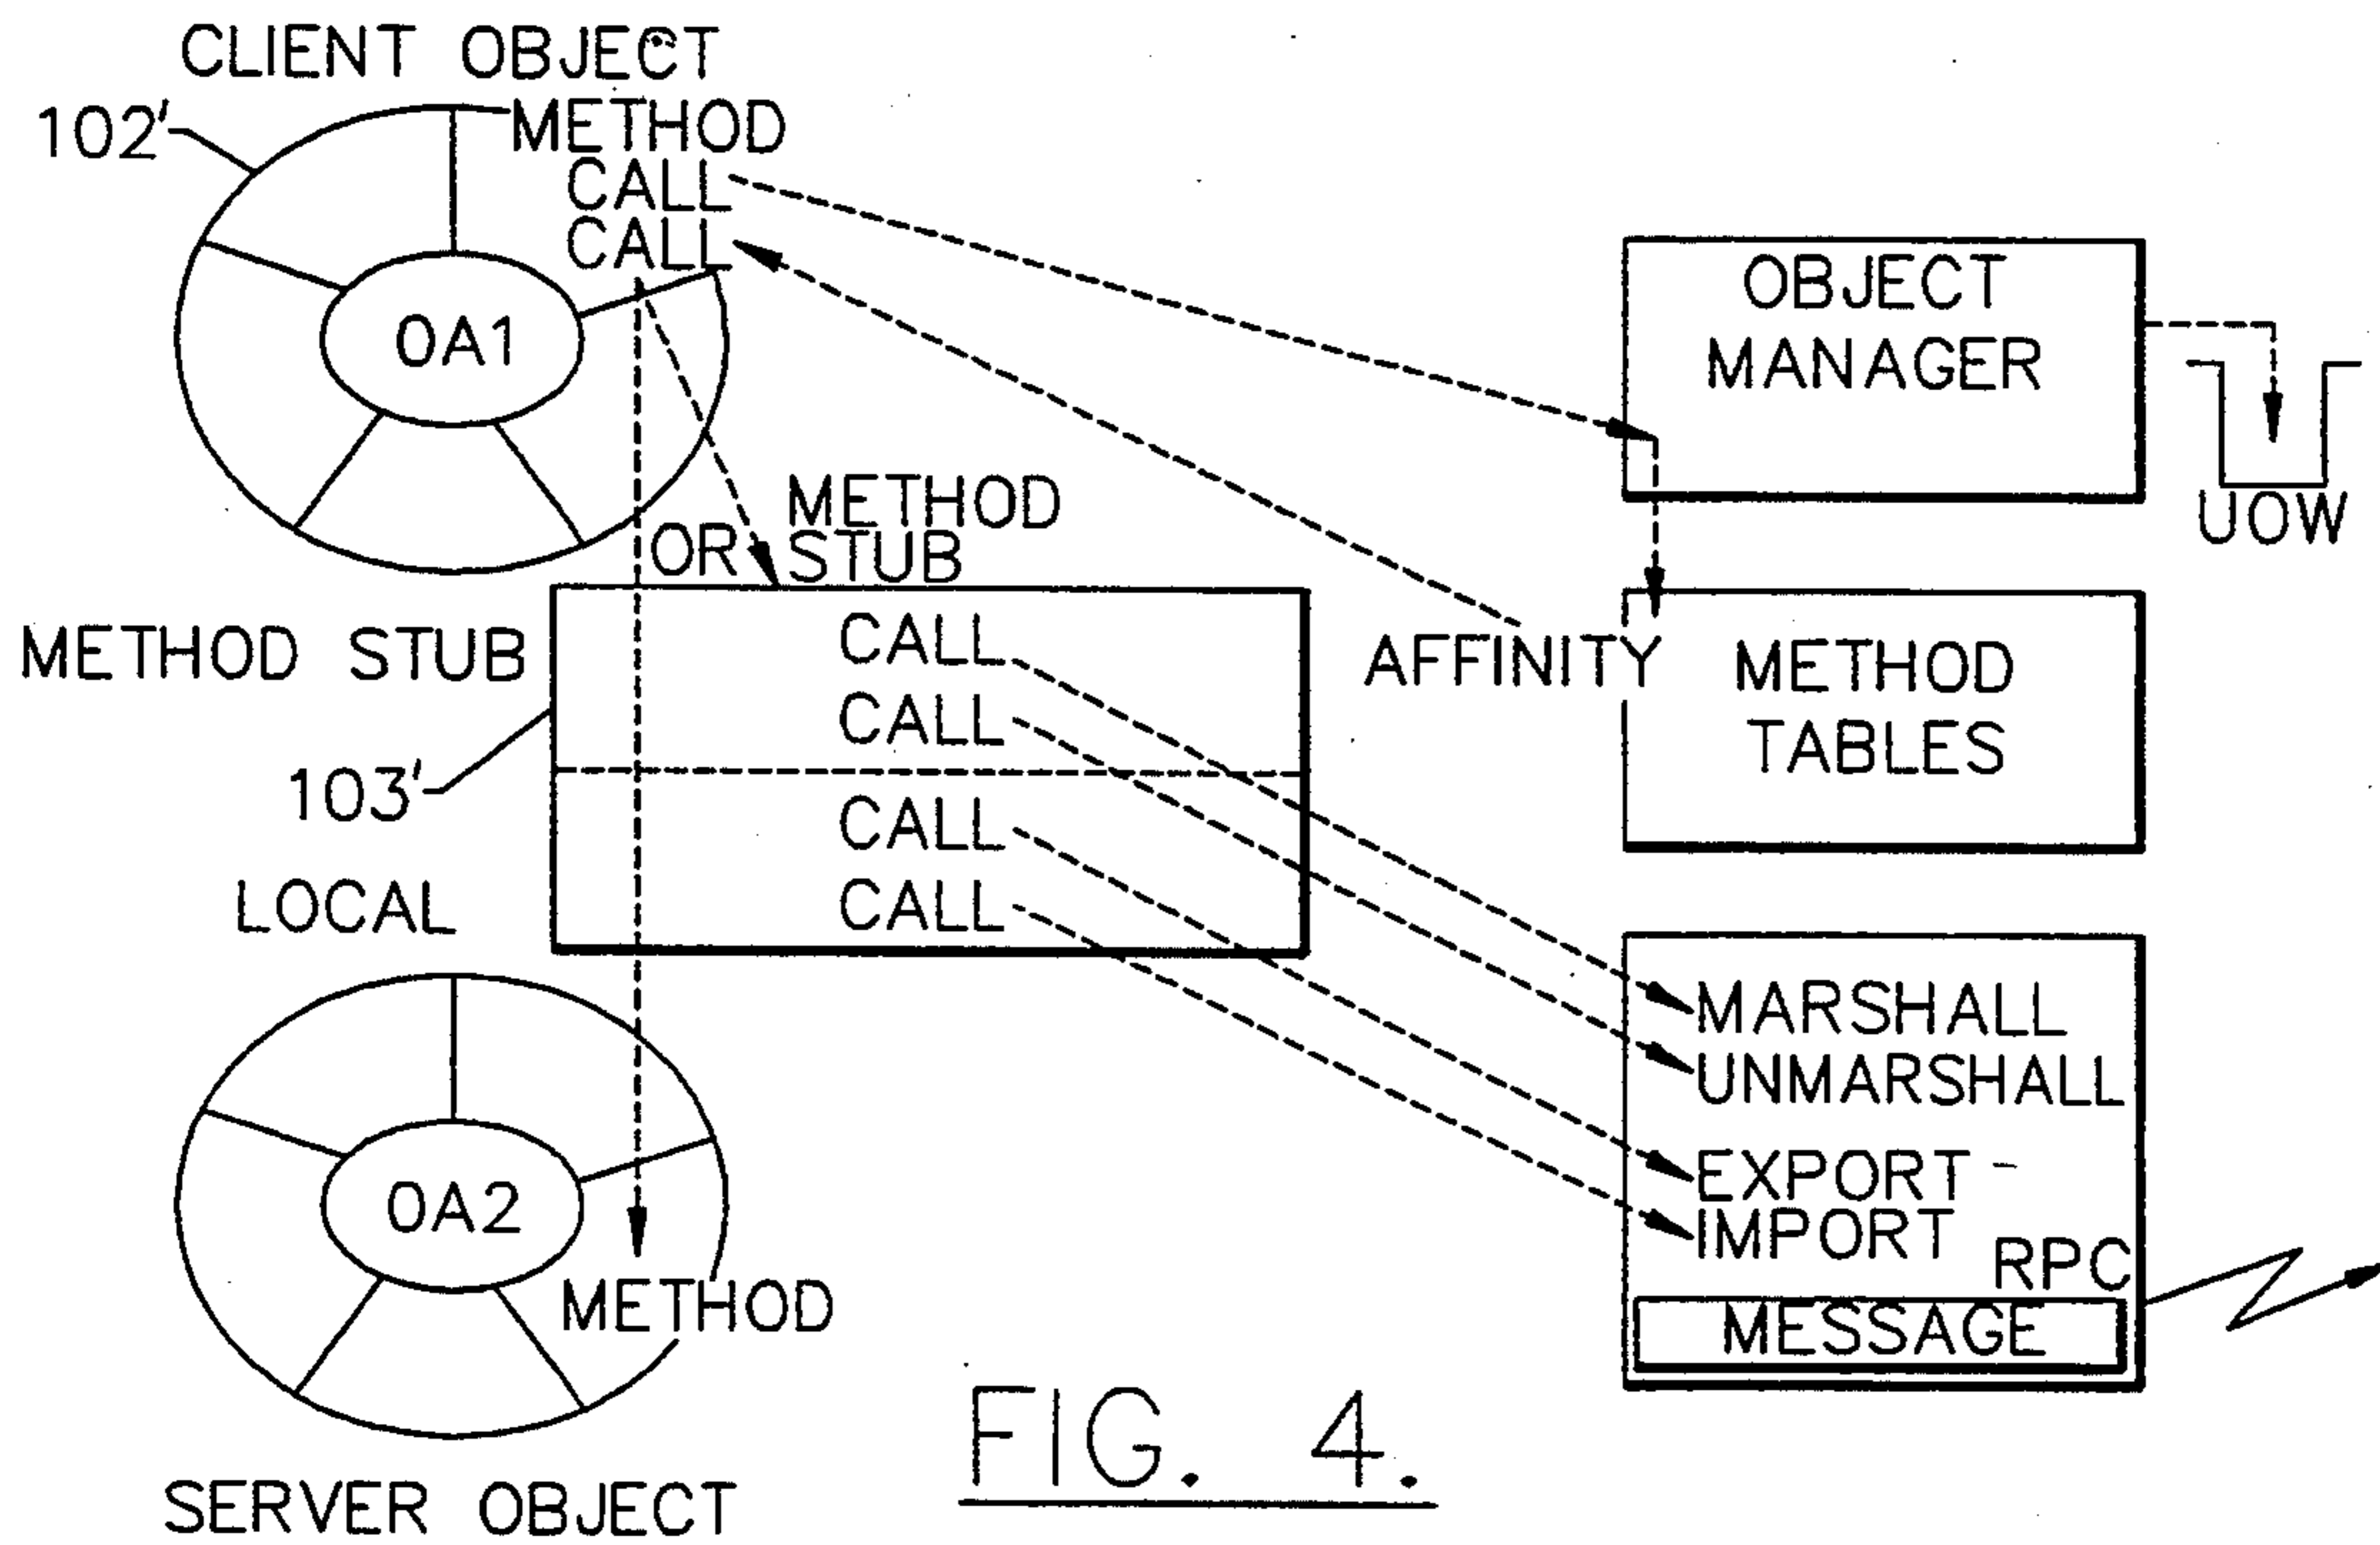 CLIENT OBJECT
102'
METHOD
CALL
CALL
OA1
OBJECT
MANAGER
UOW
METHOD
OR STUB
METHOD STUB
CALL
CALL
103'
CALL
CALL
LOCAL
AFFINITY
METHOD
TABLES
MARSHALL
UNMARSHALL
EXPORT
IMPORT
RPC
MESSAGE
OA2
METHOD
SERVER OBJECT
FIG. 4.